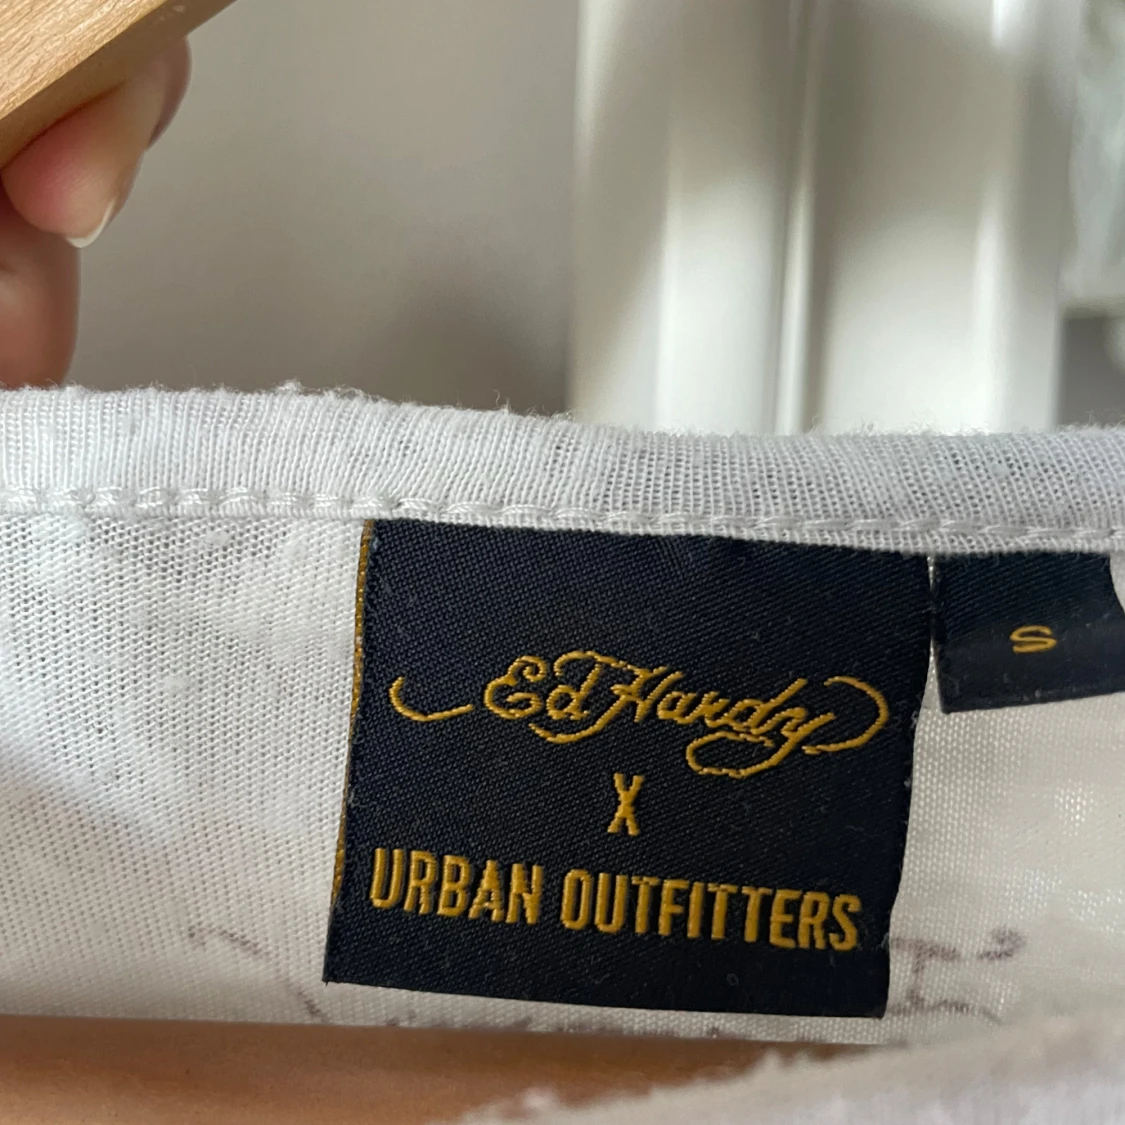 Ed Hardy
X
URBAN OUTFITTERS
S